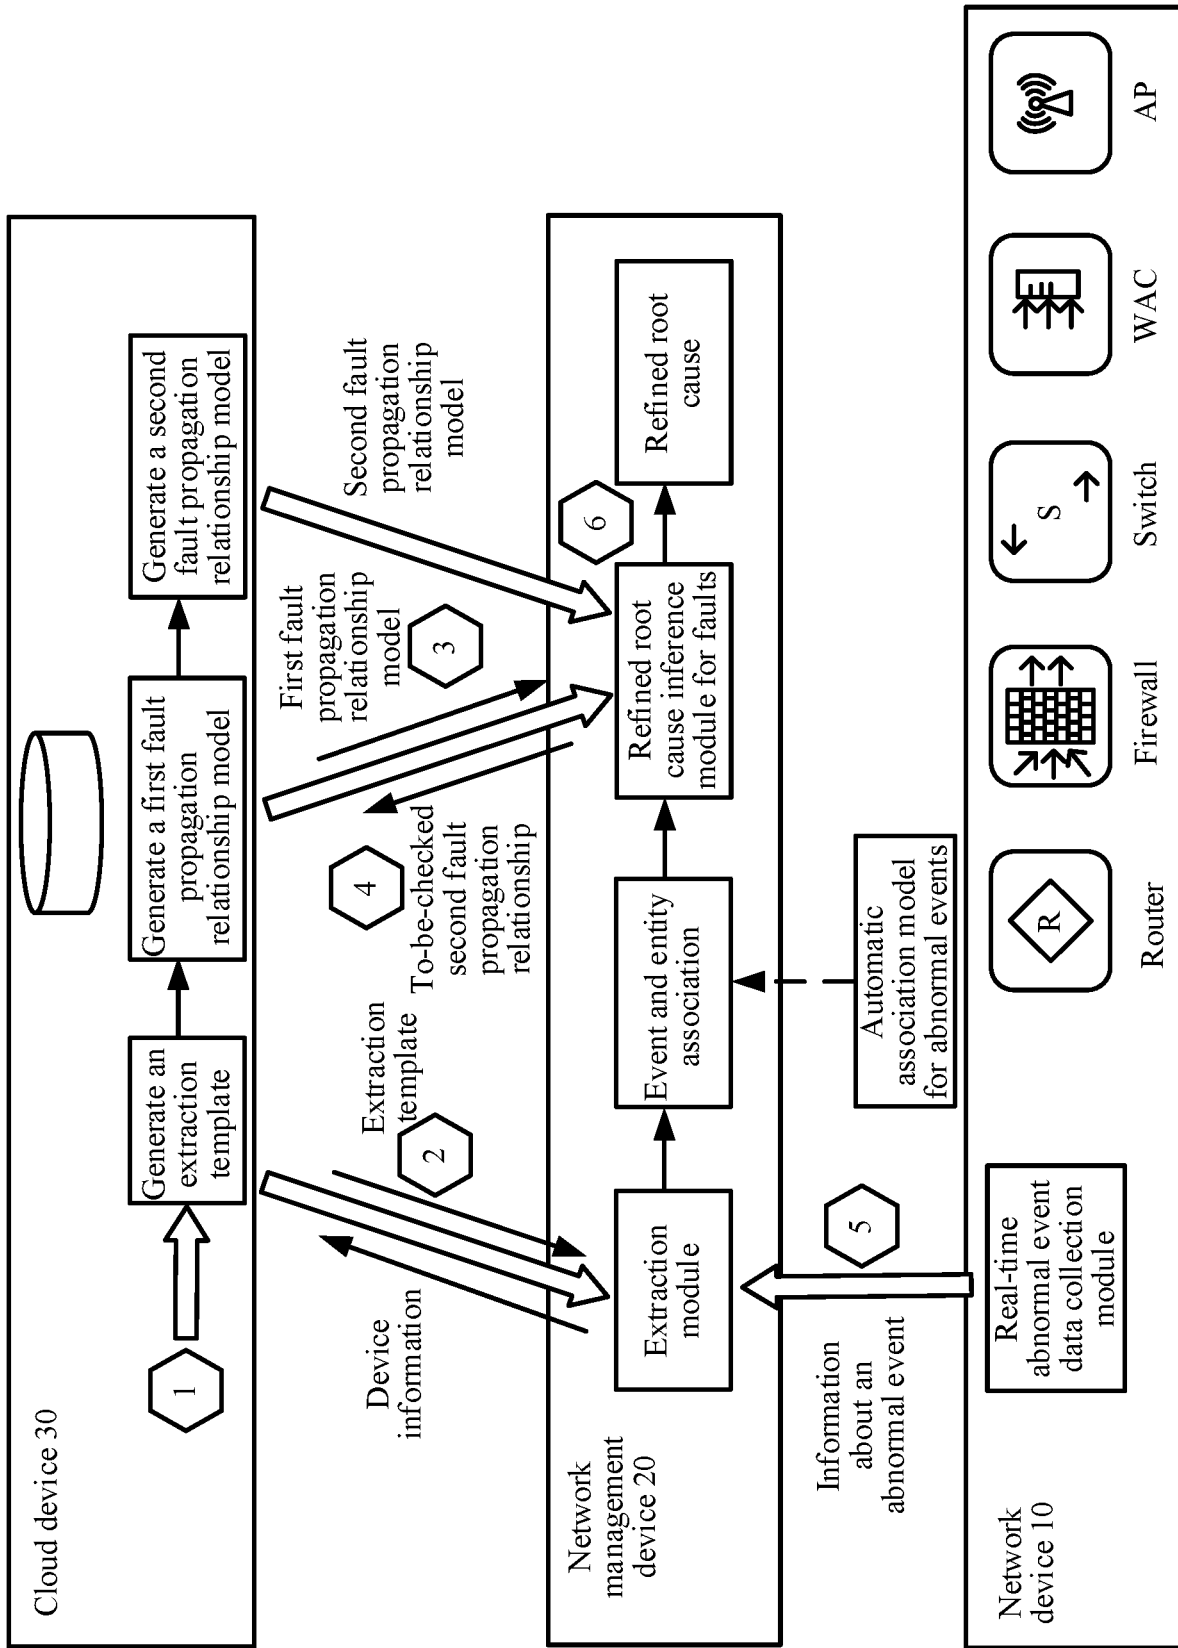 Cloud device 30
1
Generate an
extraction
template
Generate a first fault
propagation
relationship model
Generate a second
fault propagation
relationship model
Device
information
2
Extraction
template
4
To-be-checked
second fault
propagation
relationship
First fault
propagation
relationship
model
3
Second fault
propagation
relationship
model
Network
management
device 20
Extraction
module
Event and entity
association
Refined root
cause inference
module for faults
6
Refined root
cause
Information
about an
abnormal event
5
Automatic
association model
for abnormal events
Network
device 10
Real-time
abnormal event
data collection
module
R
Router
Firewall
S
Switch
WAC
AP